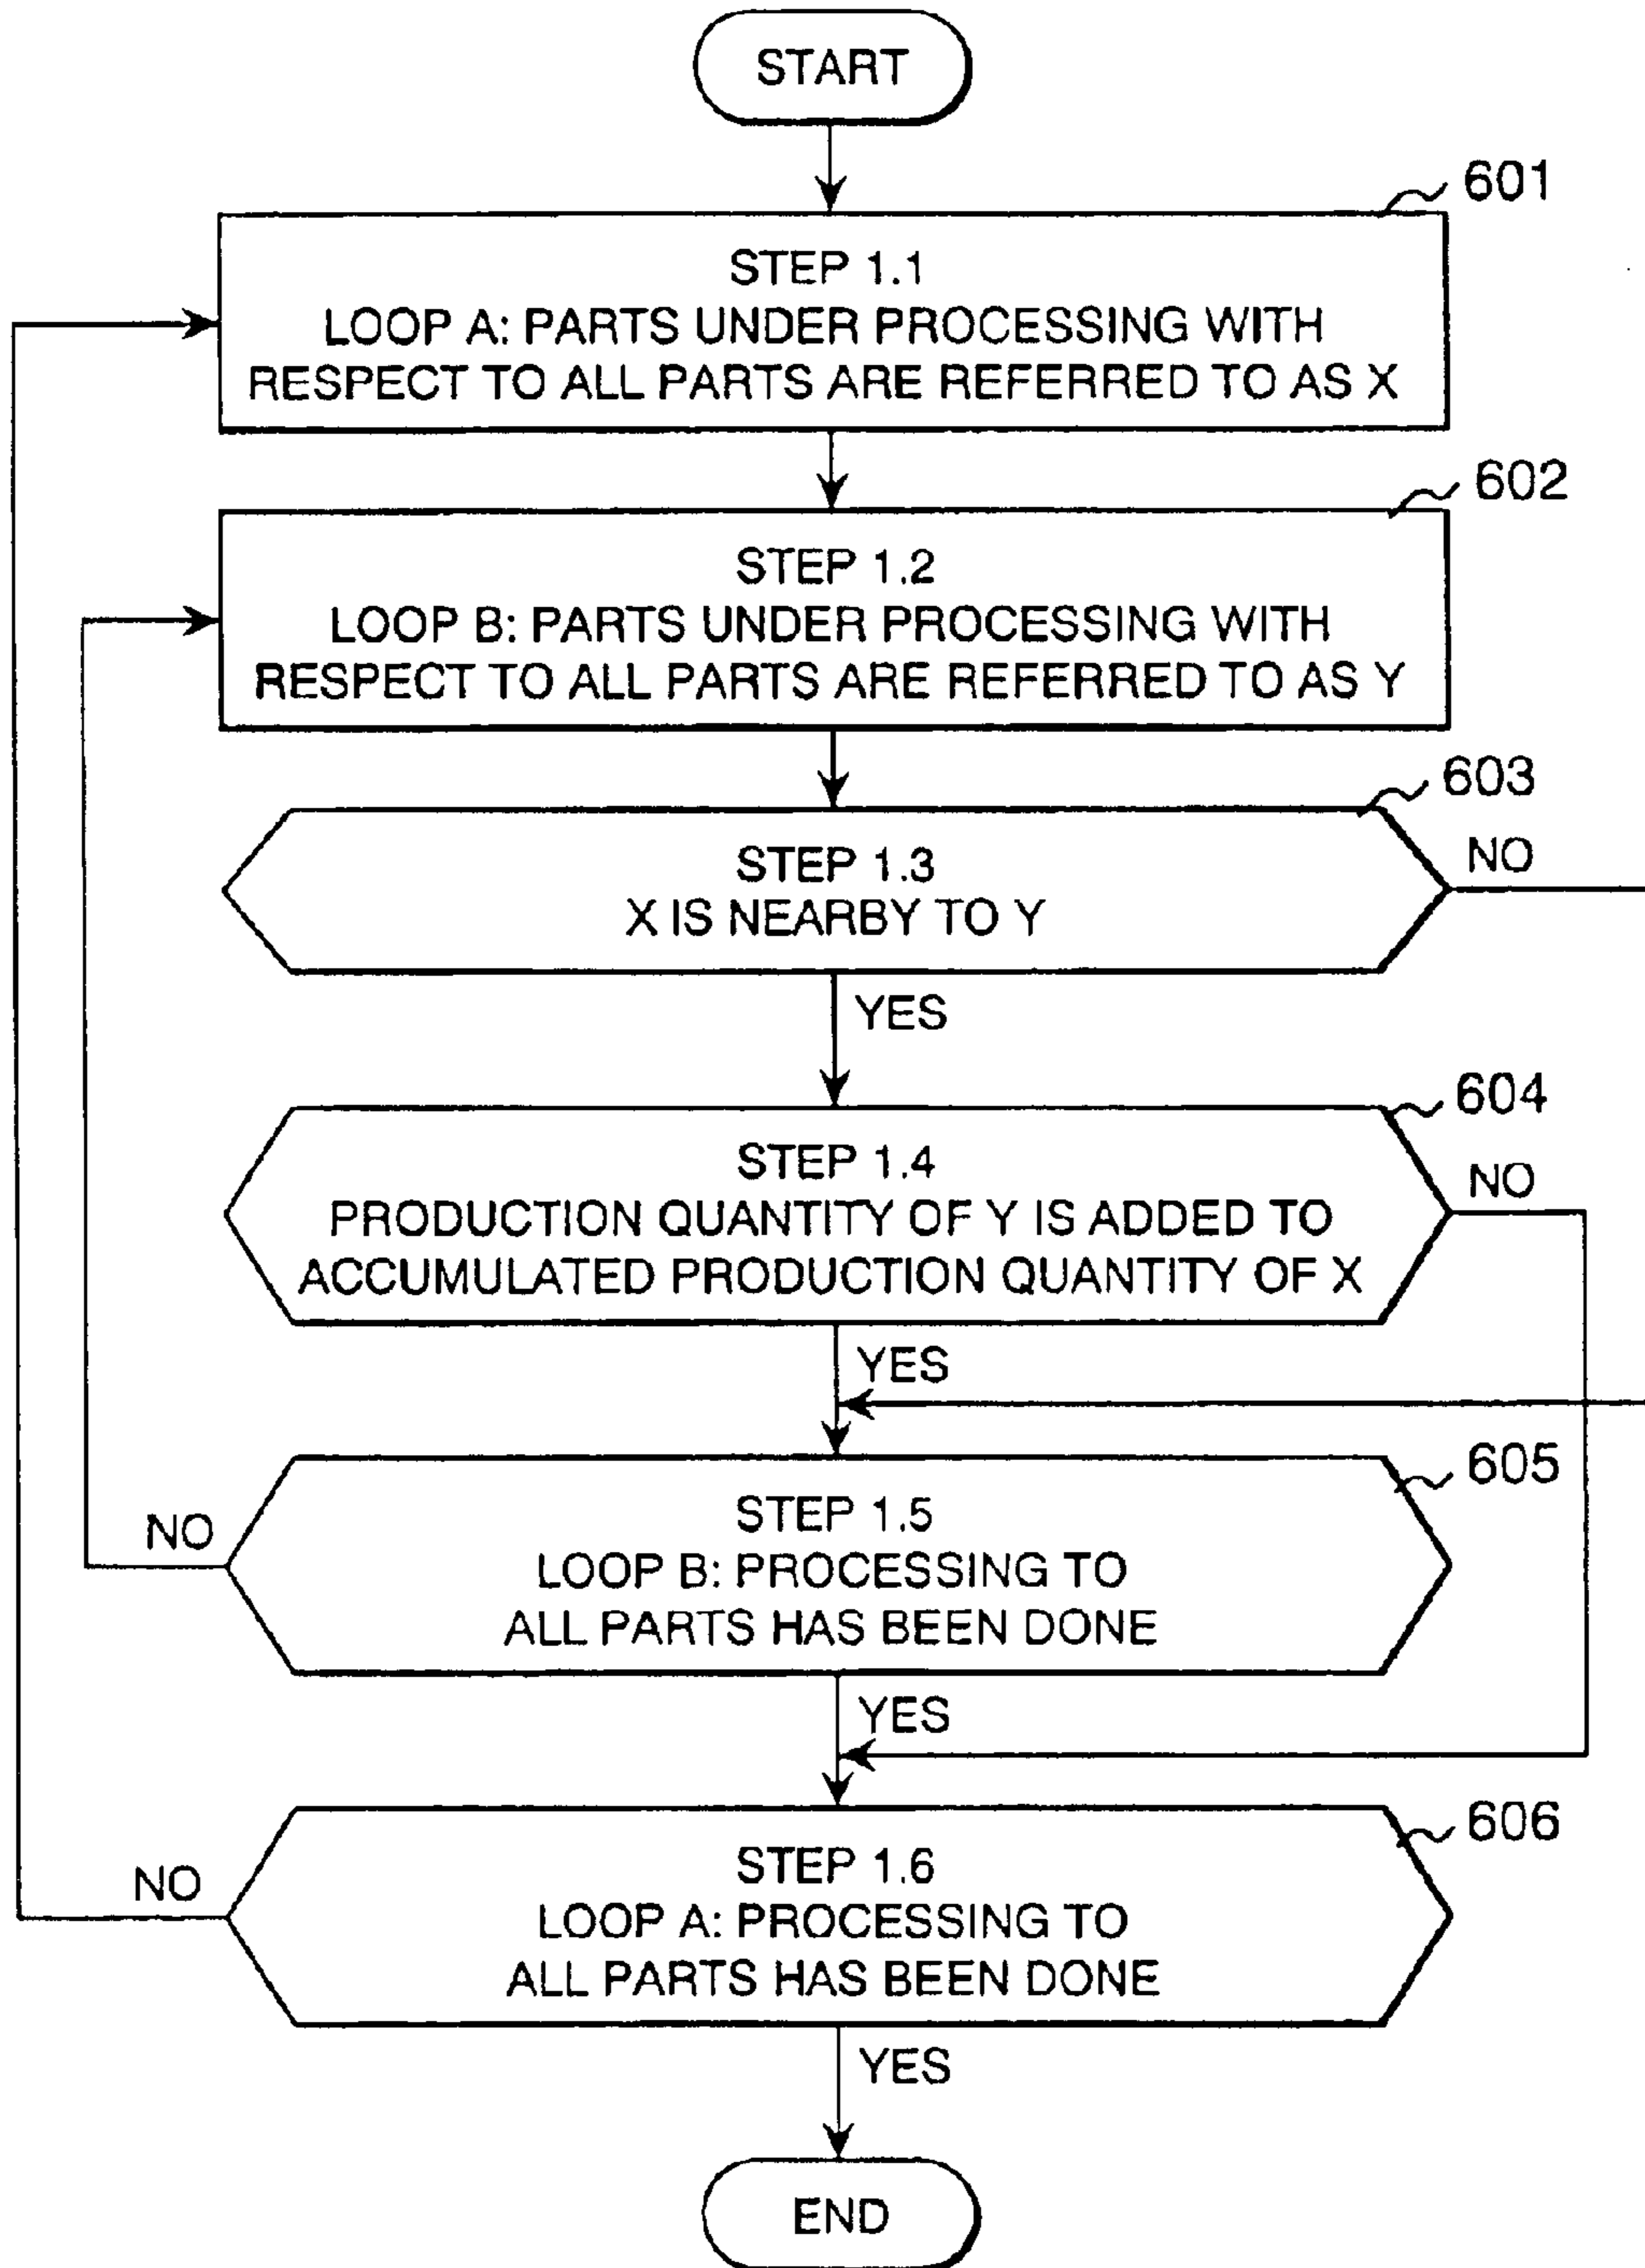 START
601
STEP 1.1
LOOP A: PARTS UNDER PROCESSING WITH
RESPECT TO ALL PARTS ARE REFERRED TO AS X
602
STEP 1.2
LOOP B: PARTS UNDER PROCESSING WITH
RESPECT TO ALL PARTS ARE REFERRED TO AS Y
603
STEP 1.3
NO
X IS NEARBY TO Y
YES
604
STEP 1.4
NO
PRODUCTION QUANTITY OF Y IS ADDED TO
ACCUMULATED PRODUCTION QUANTITY OF X
YES
605
STEP 1.5
NO
LOOP B: PROCESSING TO
ALL PARTS HAS BEEN DONE
YES
606
STEP 1.6
NO
LOOP A: PROCESSING TO
ALL PARTS HAS BEEN DONE
YES
END